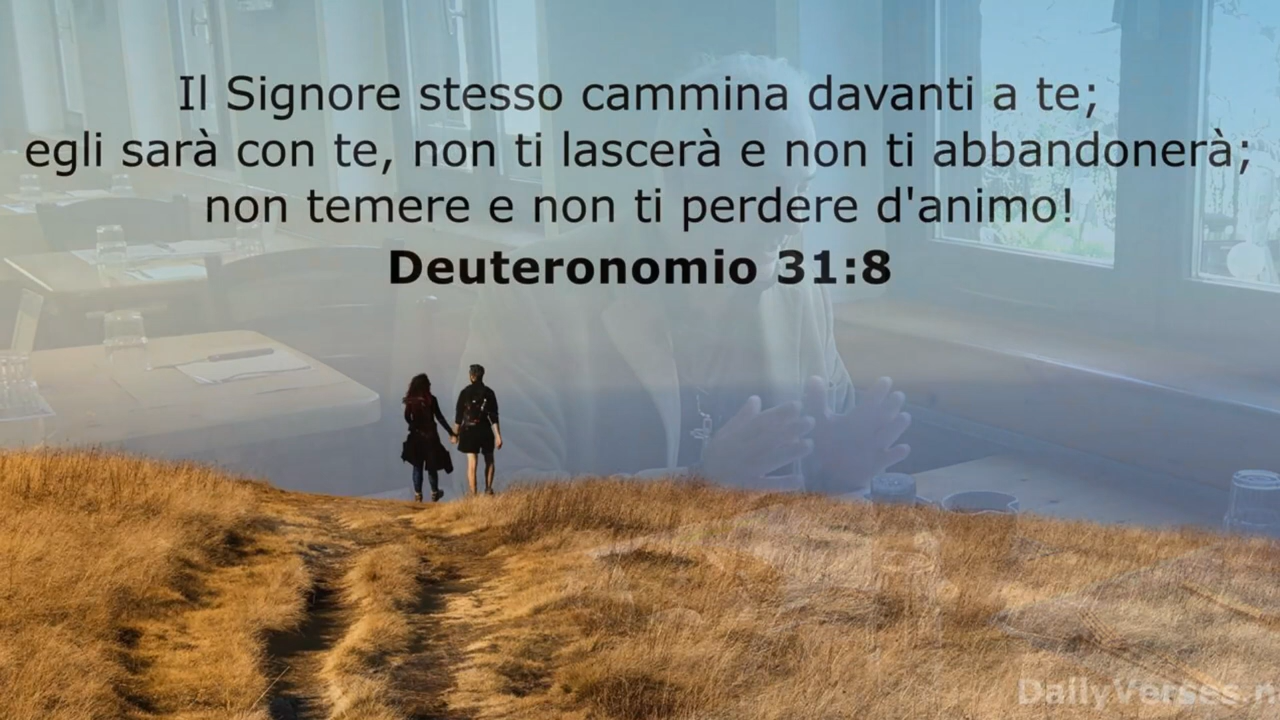 Il Signore stesso cammina davanti a te;
egli sarà con te, non ti lascerà e non ti abbandonerà;
non temere e non ti perdere d'animo!
Deuteronomio 31:8
DailyVerses.n